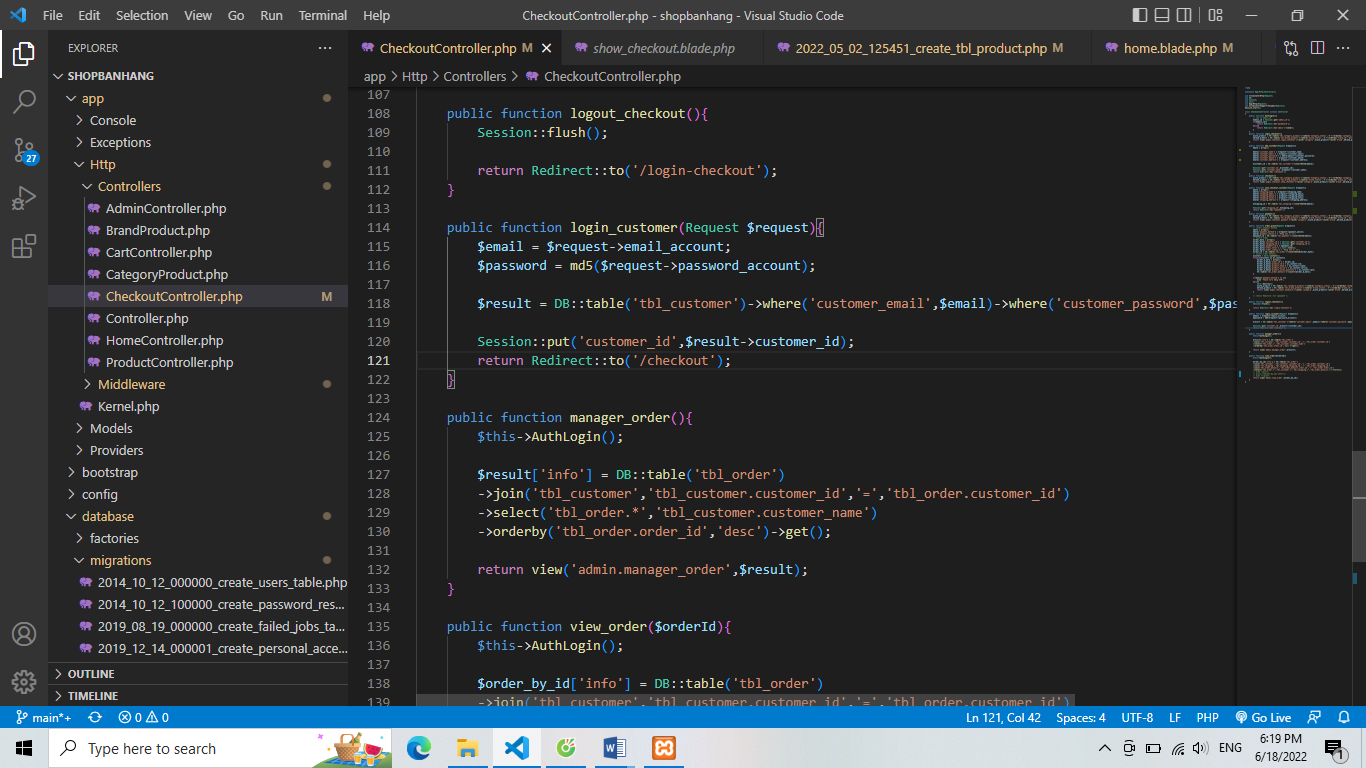 File Edit Selection View Go Run Terminal Help
CheckoutController.php - shopbanhang - Visual Studio Code
EXPLORER
SHOPBANHANG
app
Console
Exceptions
Http
Controllers
AdminController.php
BrandProduct.php
CartController.php
CategoryProduct.php
CheckoutController.php M
Controller.php
HomeController.php
ProductController.php
Middleware
Kernel.php
Models
Providers
bootstrap
config
database
factories
migrations
2014_10_12_000000_create_users_table.php
2014_10_12_100000_create_password_res...
2019_08_19_000000_create_failed_jobs_ta...
2019_12_14_000001_create_personal_acce...
OUTLINE
TIMELINE
27
CheckoutController.php M
show_checkout.blade.php
2022_05_02_125451_create_tbl_product.php M
home.blade.php M
app > Http > Controllers > CheckoutController.php
107
108 public function logout_checkout(){
109 Session::flush();
110
111 return Redirect::to('/login-checkout');
112 }
113
114 public function login_customer(Request $request){
115 $email = $request->email_account;
116 $password = md5($request->password_account);
117
118 $result = DB::table('tbl_customer')->where('customer_email',$email)->where('customer_password',$pas
119
120 Session::put('customer_id',$result->customer_id);
121 return Redirect::to('/checkout');
122 }
123
124 public function manager_order(){
125 $this->AuthLogin();
126
127 $result['info'] = DB::table('tbl_order')
128 ->join('tbl_customer','tbl_customer.customer_id','=','tbl_order.customer_id')
129 ->select('tbl_order.*','tbl_customer.customer_name')
130 ->orderby('tbl_order.order_id','desc')->get();
131
132 return view('admin.manager_order',$result);
133 }
134
135 public function view_order($orderId){
136 $this->AuthLogin();
137
138 $order_by_id['info'] = DB::table('tbl_order')
139 ->join('tbl_customer','tbl_customer.customer_id','=','tbl_order.customer_id')
main*+ 0 0
Ln 121, Col 42 Spaces: 4 UTF-8 LF PHP Go Live
Type here to search
ENG
6:19 PM
6/18/2022
1